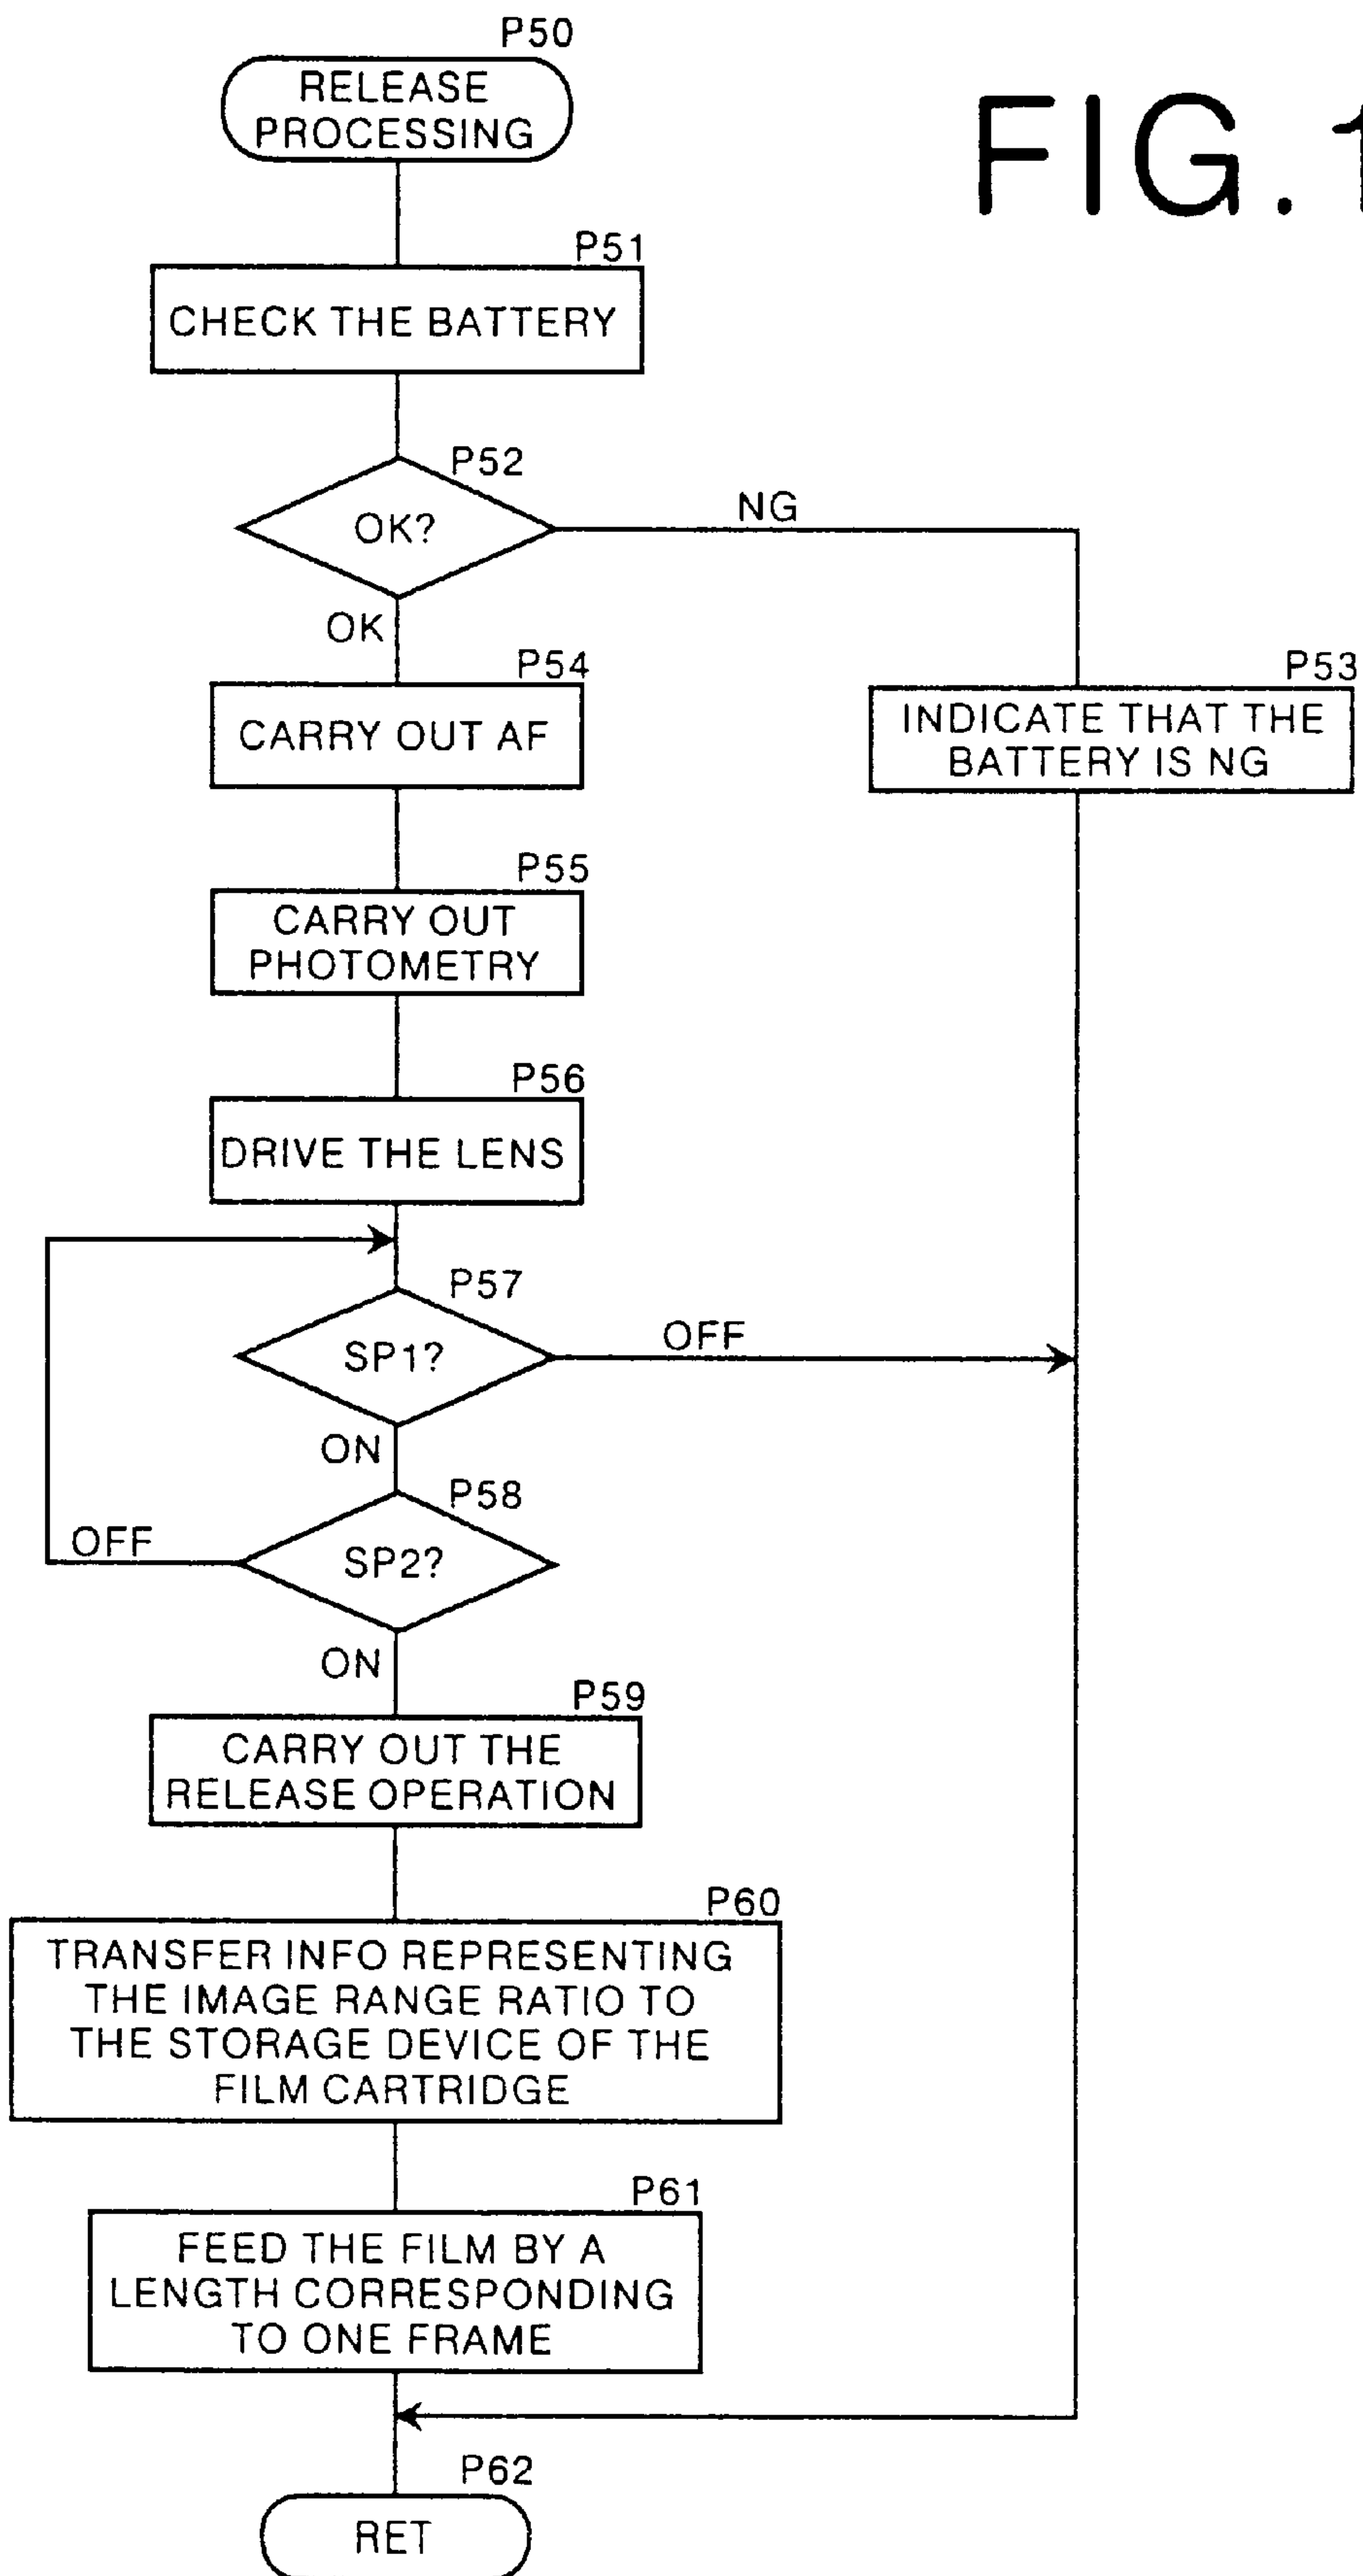 P50
RELEASE
PROCESSING
FIG.1
P51
CHECK THE BATTERY
P52
OK?
NG
OK
P54
CARRY OUT AF
P53
INDICATE THAT THE
BATTERY IS NG
P55
CARRY OUT
PHOTOMETRY
P56
DRIVE THE LENS
P57
SP1?
OFF
ON
P58
SP2?
OFF
ON
P59
CARRY OUT THE
RELEASE OPERATION
P60
TRANSFER INFO REPRESENTING
THE IMAGE RANGE RATIO TO
THE STORAGE DEVICE OF THE
FILM CARTRIDGE
P61
FEED THE FILM BY A
LENGTH CORRESPONDING
TO ONE FRAME
P62
RET